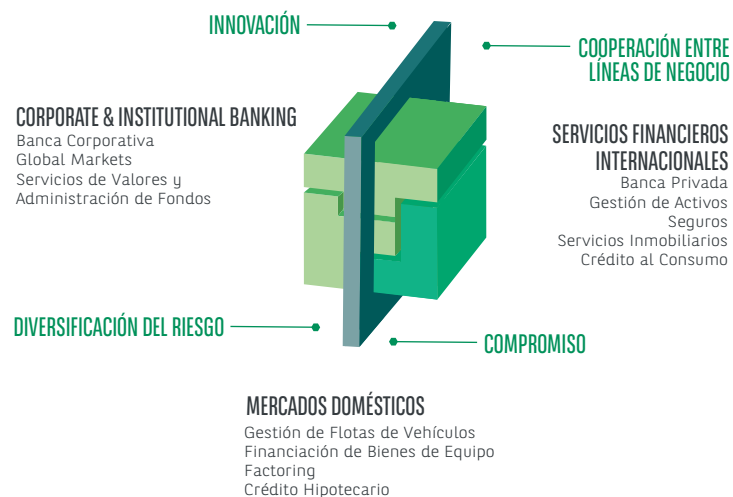 INNOVACIÓN
COOPERACIÓN ENTRE
LÍNEAS DE NEGOCIO
CORPORATE & INSTITUTIONAL BANKING
Banca Corporativa
Global Markets
Servicios de Valores y
Administración de Fondos
SERVICIOS FINANCIEROS
INTERNACIONALES
Banca Privada
Gestión de Activos
Seguros
Servicios Inmobiliarios
Crédito al Consumo
DIVERSIFICACIÓN DEL RIESGO
COMPROMISO
MERCADOS DOMÉSTICOS
Gestión de Flotas de Vehículos
Financiación de Bienes de Equipo
Factoring
Crédito Hipotecario